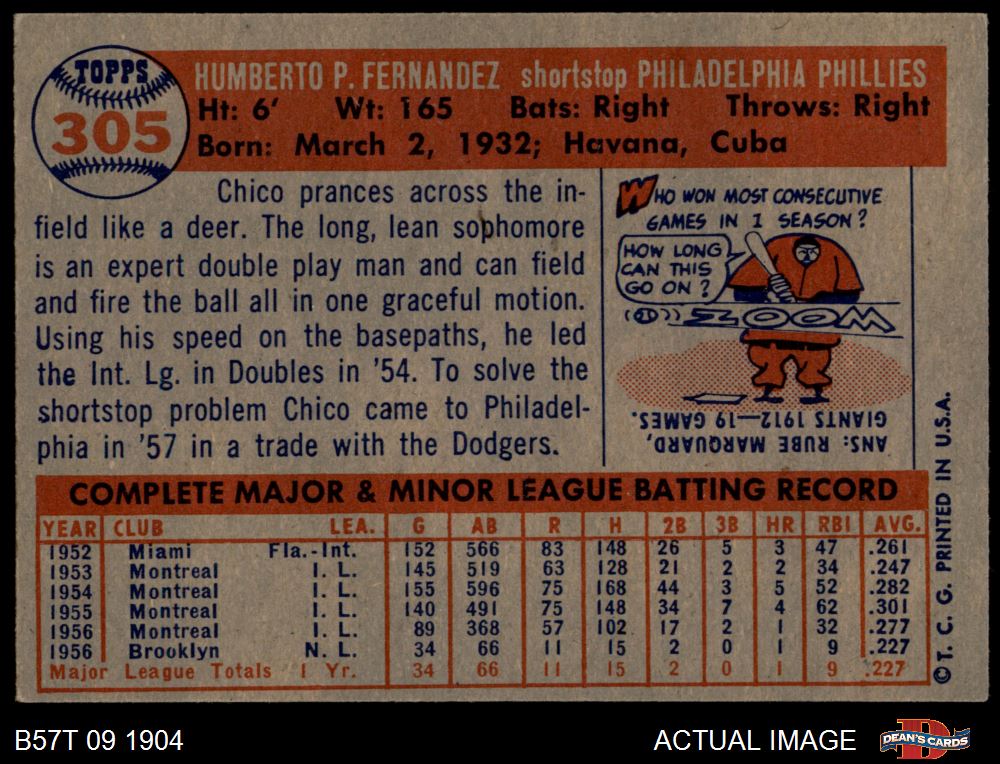 TOPPS
305
HUMBERTO P. FERNANDEZ shortstop PHILADELPHIA PHILLIES
Ht: 6' Wt: 165 Bats: Right Throws: Right
Born: March 2, 1932; Havana, Cuba
Chico prances across the in-
field like a deer. The long, lean sophomore
is an expert double play man and can field
and fire the ball all in one graceful motion.
Using his speed on the basepaths, he led
the Int. Lg. in Doubles in '54. To solve the
shortstop problem Chico came to Philadel-
phia in '57 in a trade with the Dodgers.
WHO WON MOST CONSECUTIVE
GAMES IN 1 SEASON?
HOW LONG
CAN THIS
GO ON?
ZOOM
ANS: RUBE MARQUARD,
GIANTS 1912—19 GAMES.
COMPLETE MAJOR & MINOR LEAGUE BATTING RECORD
YEAR CLUB LEA. G AB R H 2B 3B HR RBI AVG.
1952 Miami Fla.-Int. 152 566 83 148 26 5 3 47 .261
1953 Montreal I. L. 145 519 63 128 21 2 2 34 .247
1954 Montreal I. L. 155 596 75 168 44 3 5 52 .282
1955 Montreal I. L. 140 491 75 148 34 7 4 62 .301
1956 Montreal I. L. 89 368 57 102 17 2 1 32 .277
1956 Brooklyn N. L. 34 66 11 15 2 0 1 9 .227
Major League Totals 1 Yr. 34 66 11 15 2 0 1 9 .227
© T. C. G. PRINTED IN U.S.A.
B57T 09 1904
ACTUAL IMAGE
DEAN'S CARDS